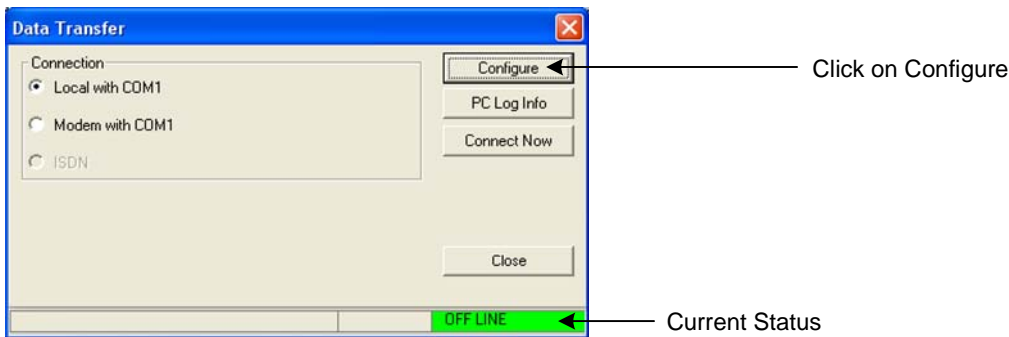 Data Transfer
Connection
Local with COM1
Modem with COM1
ISDN
Configure
PC Log Info
Connect Now
Close
OFF LINE
Click on Configure
Current Status